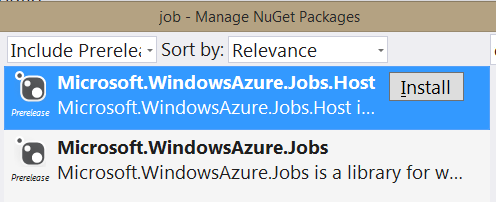 job - Manage NuGet Packages
Include Prerelea Sort by: Relevance
Microsoft.WindowsAzure.Jobs.Host Install
Prerelease Microsoft.WindowsAzure.Jobs.Host i...
Microsoft.WindowsAzure.Jobs
Prerelease Microsoft.WindowsAzure.Jobs is a library for w...